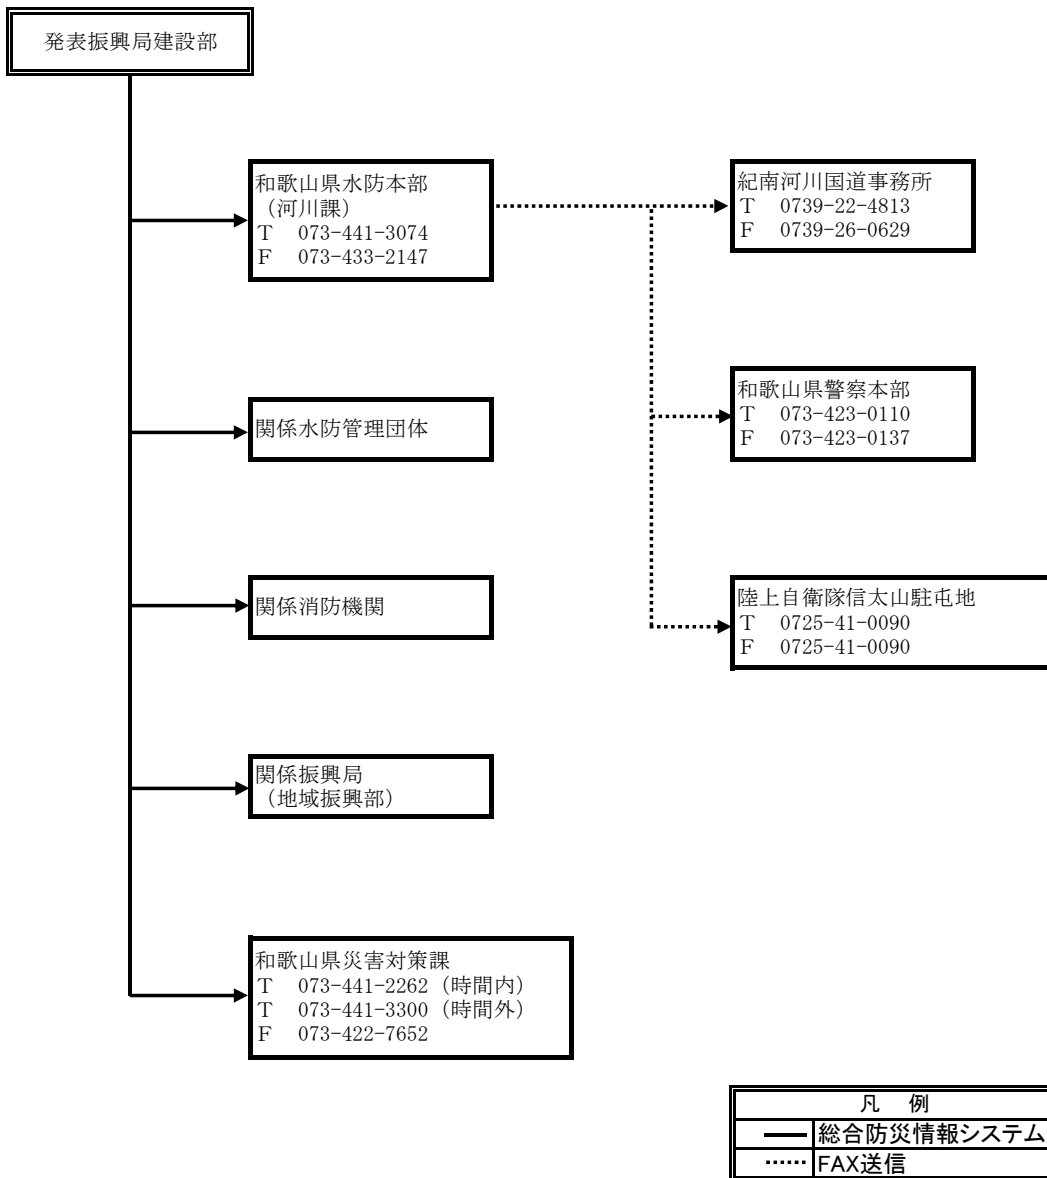 発表振興局建設部
和歌山県水防本部
（河川課）
T 073-441-3074
F 073-433-2147
紀南河川国道事務所
T 0739-22-4813
F 0739-26-0629
和歌山県警察本部
T 073-423-0110
F 073-423-0137
関係水防管理団体
関係消防機関
陸上自衛隊信太山駐屯地
T 0725-41-0090
F 0725-41-0090
関係振興局
（地域振興部）
和歌山県災害対策課
T 073-441-2262（時間内）
T 073-441-3300（時間外）
F 073-422-7652
凡 例
総合防災情報システム
FAX送信